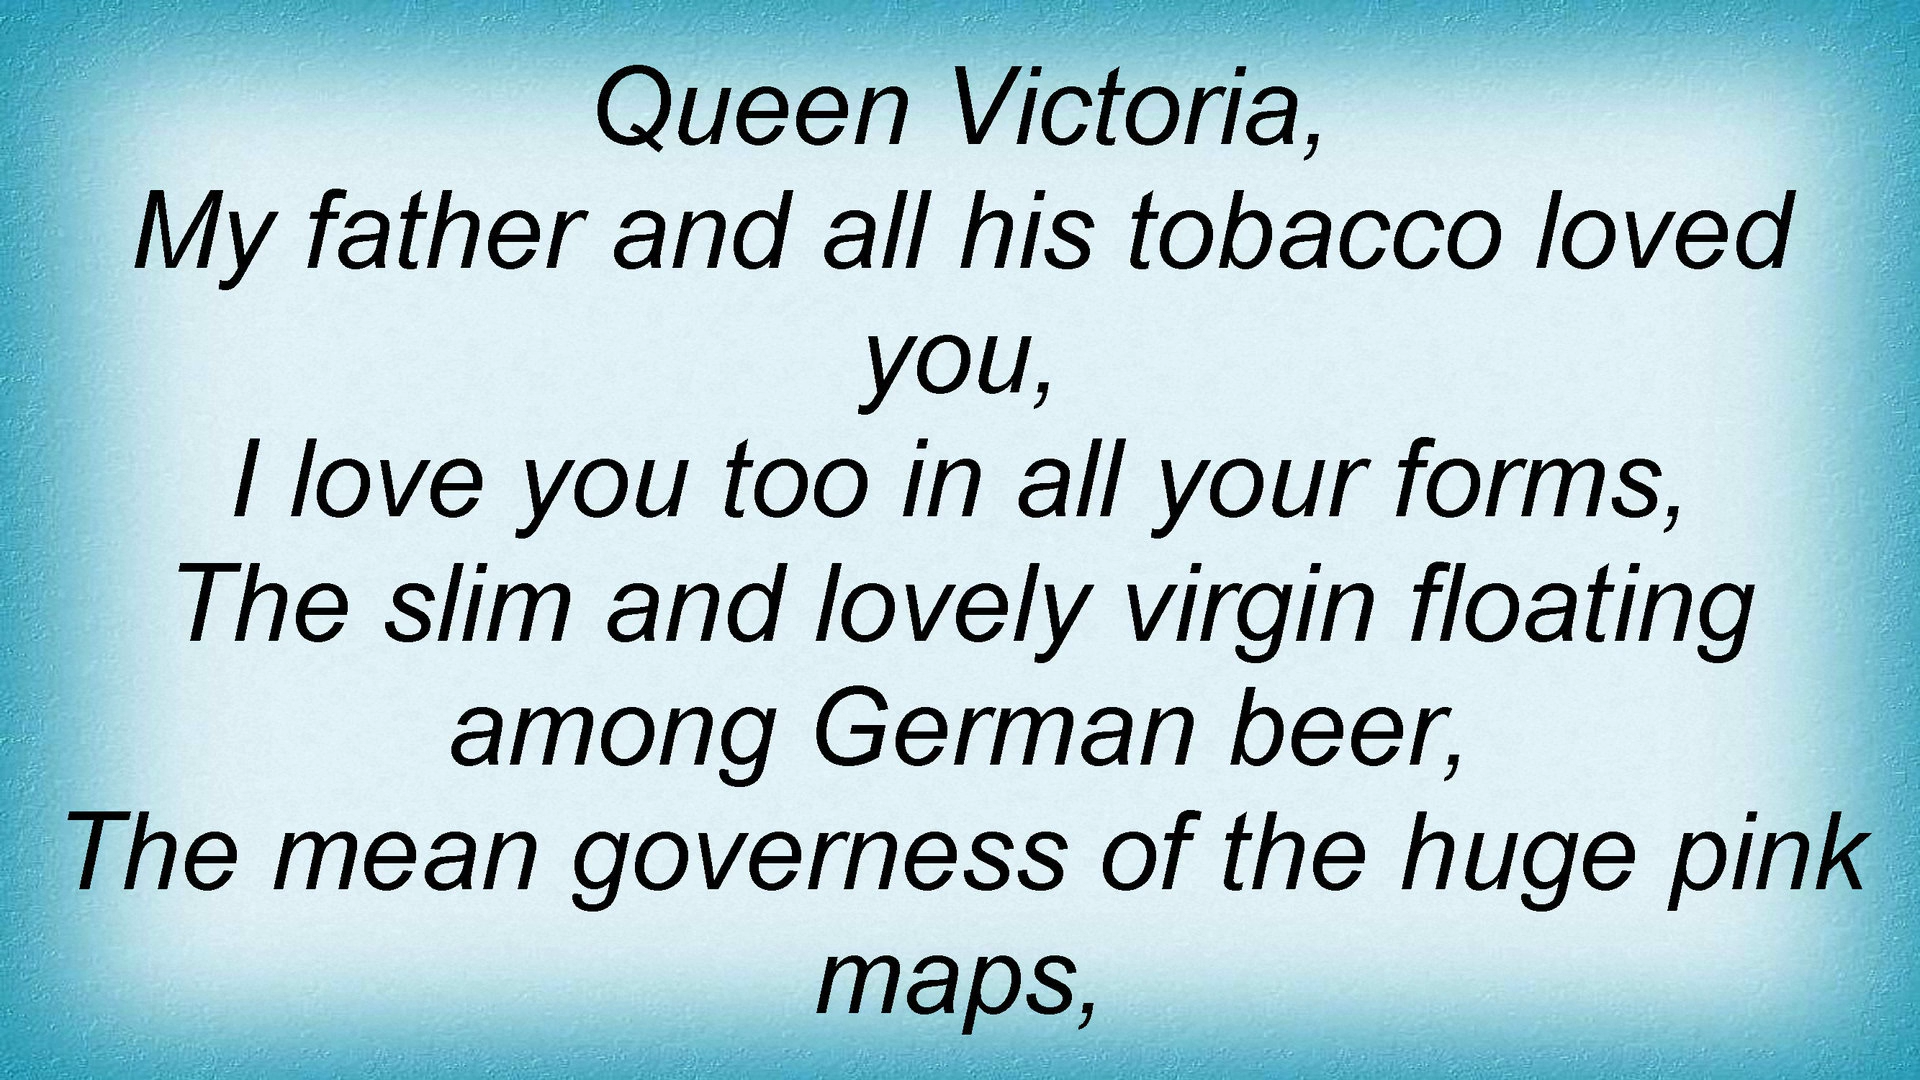 Queen Victoria,
My father and all his tobacco loved
you,
I love you too in all your forms,
The slim and lovely virgin floating
among German beer,
The mean governess of the huge pink
maps,